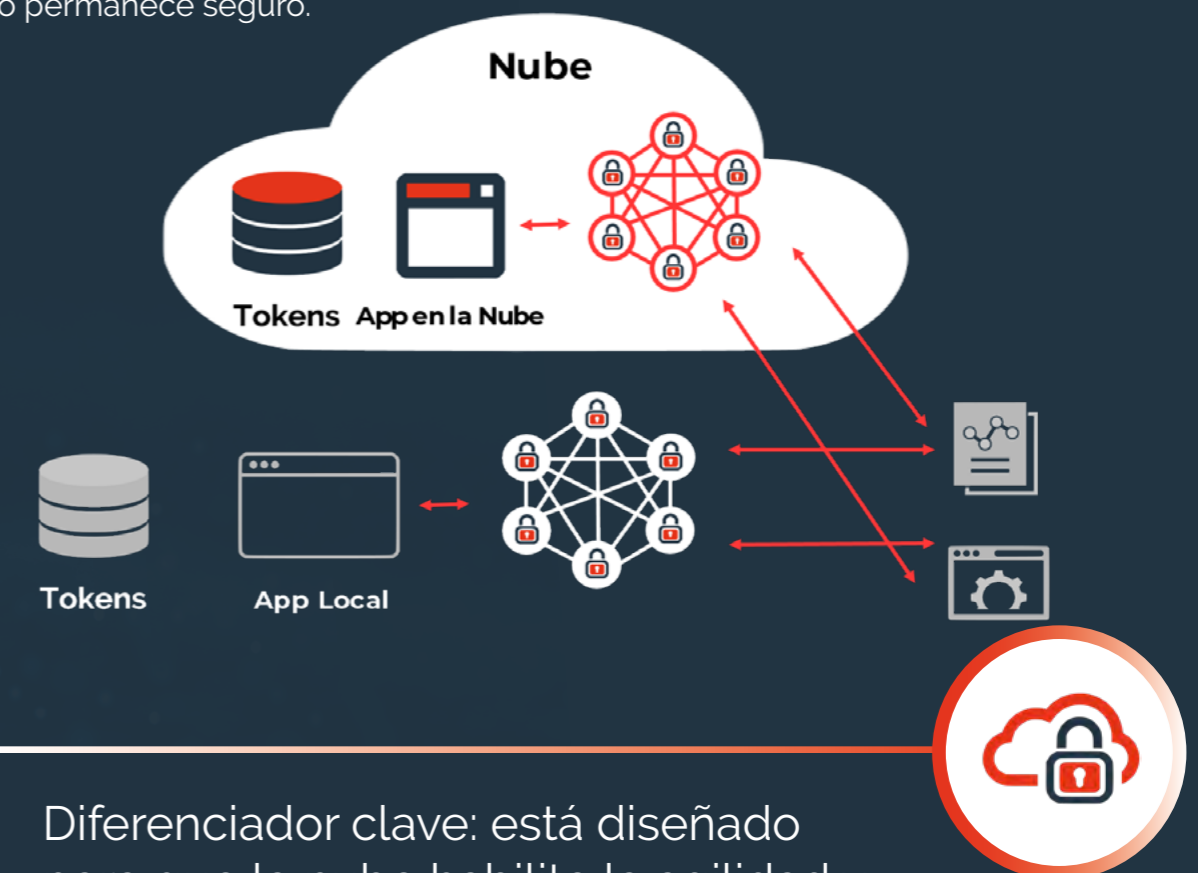 permanece seguro.
Nube
Tokens App en la Nube
Tokens App Local
Diferenciador clave: está diseñado